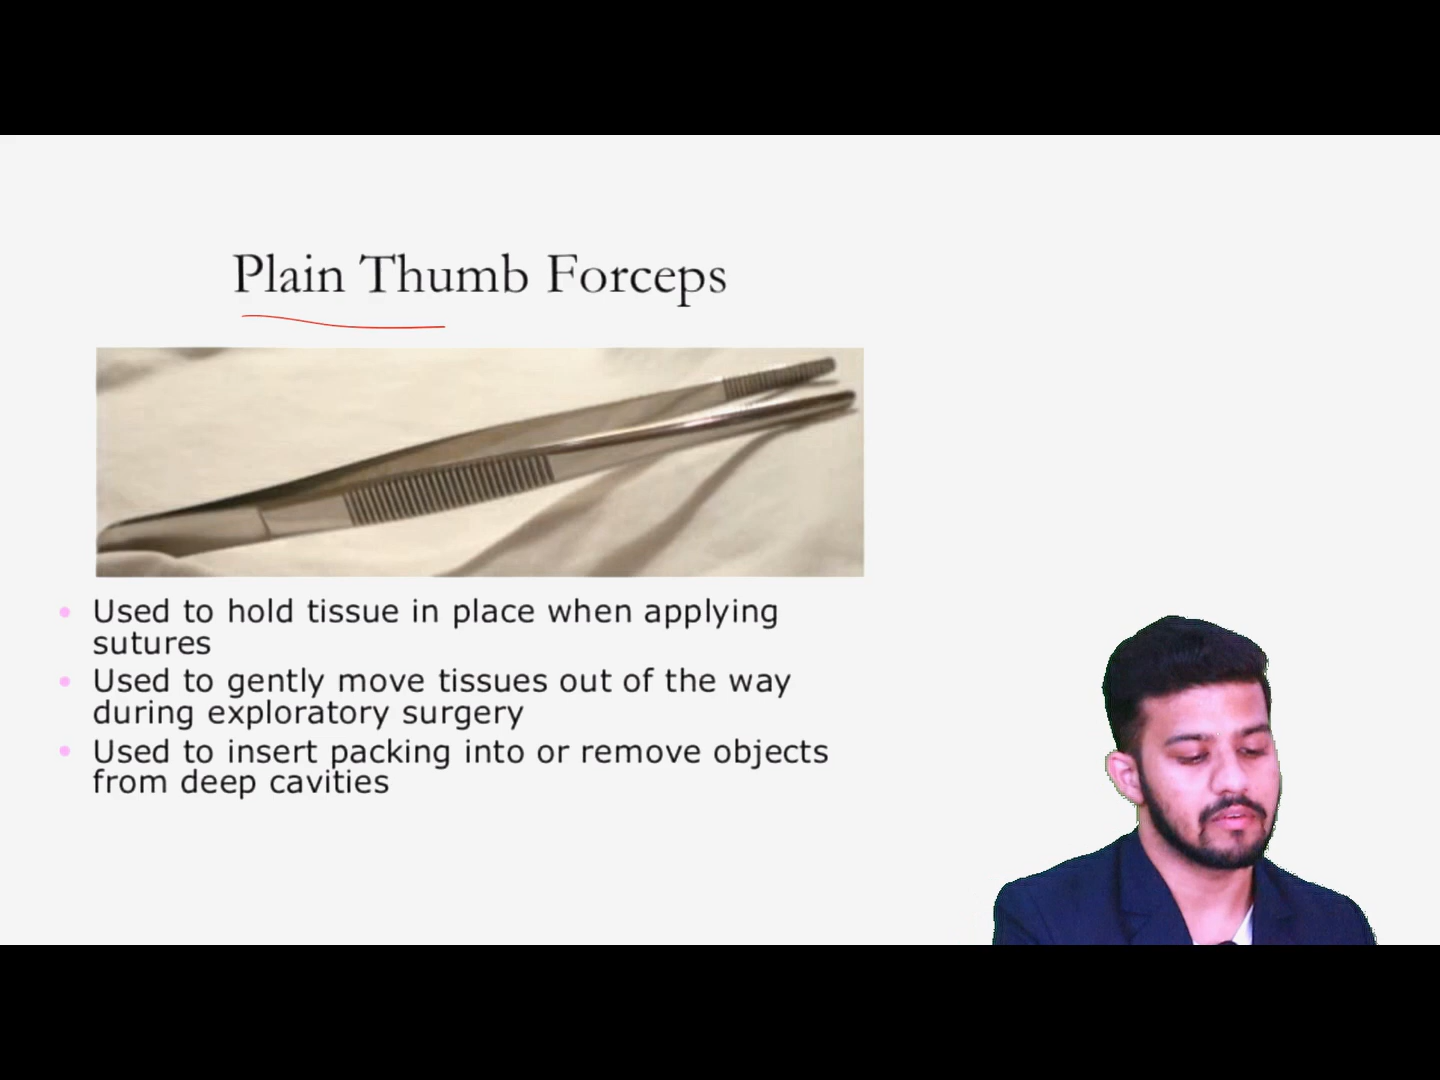 Plain Thumb Forceps
Used to hold tissue in place when applying
sutures
Used to gently move tissues out of the way
during exploratory surgery
Used to insert packing into or remove objects
from deep cavities